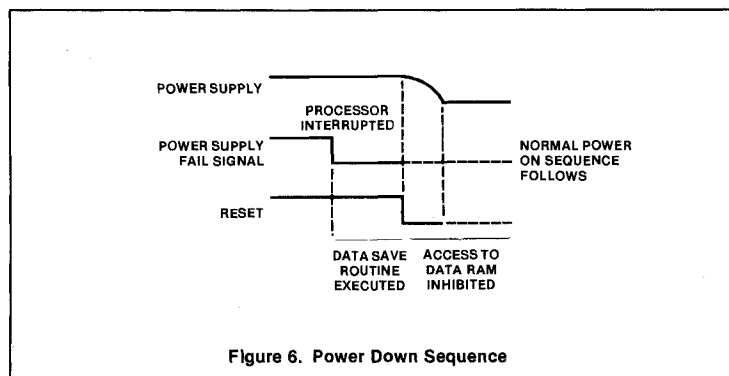 POWER SUPPLY
PROCESSOR
INTERRUPTED
POWER SUPPLY
FAIL SIGNAL
NORMAL POWER
ON SEQUENCE
FOLLOWS
RESET
DATA SAVE
ROUTINE
EXECUTED
ACCESS TO
DATA RAM
INHIBITED
Figure 6. Power Down Sequence